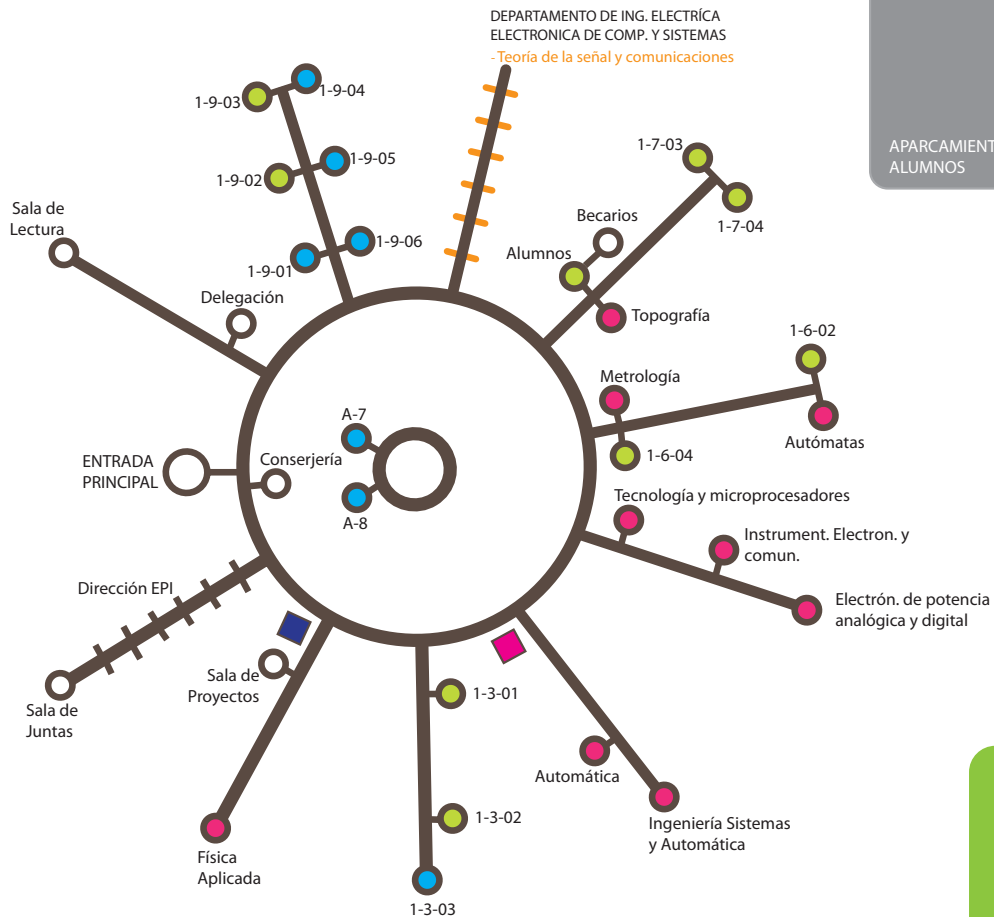 DEPARTAMENTO DE ING. ELECTRÍCA
ELECTRONICA DE COMP. Y SISTEMAS
- Teoría de la señal y comunicaciones
1-9-04
1-9-03
1-9-05
1-9-02
1-9-06
1-9-01
1-7-03
1-7-04
APARCAMIENT
ALUMNOS
Becarios
Alumnos
Topografía
Sala de
Lectura
Delegación
1-6-02
Metrología
Autómatas
1-6-04
A-7
ENTRADA
PRINCIPAL
Conserjería
A-8
Tecnología y microprocesadores
Instrument. Electron. y
comun.
Electrón. de potencia
analógica y digital
Dirección EPI
Sala de
Juntas
Sala de
Proyectos
1-3-01
Automática
1-3-02
Ingeniería Sistemas
y Automática
Física
Aplicada
1-3-03